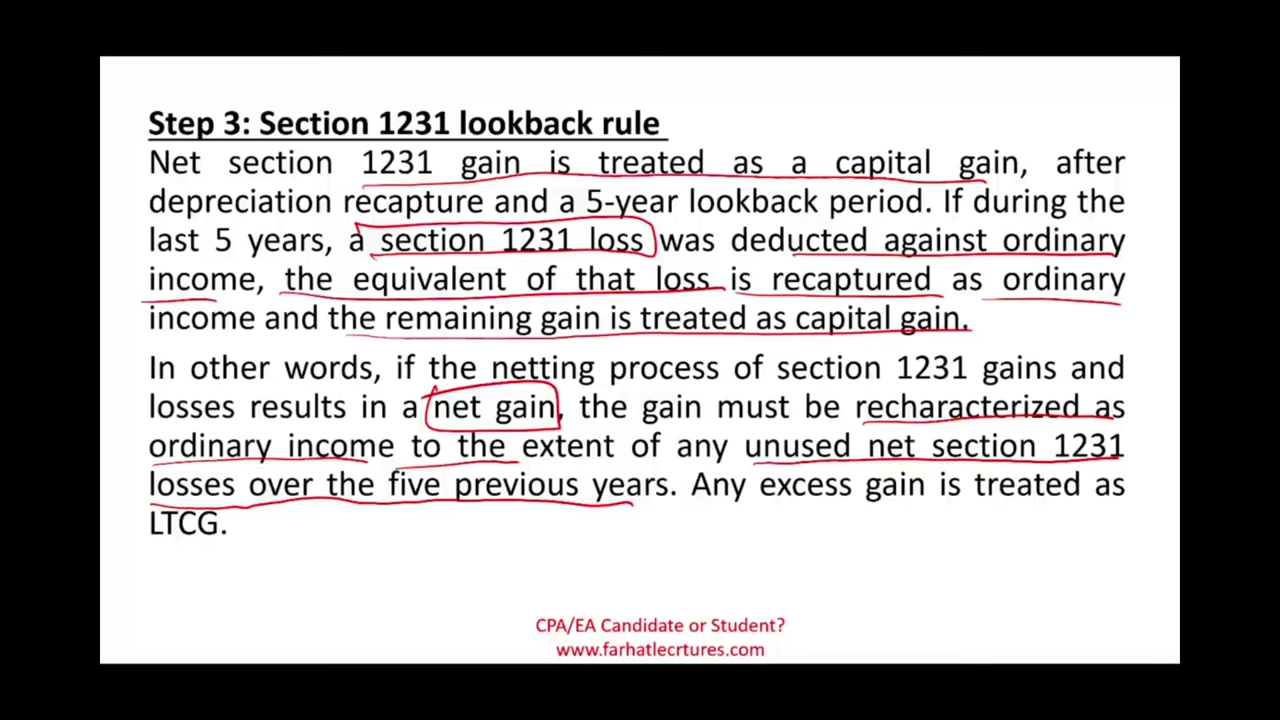 Step 3: Section 1231 lookback rule
Net section 1231 gain is treated as a capital gain, after
depreciation recapture and a 5-year lookback period. If during the
last 5 years, a section 1231 loss was deducted against ordinary
income, the equivalent of that loss is recaptured as ordinary
income and the remaining gain is treated as capital gain.
In other words, if the netting process of section 1231 gains and
losses results in a net gain, the gain must be recharacterized as
ordinary income to the extent of any unused net section 1231
losses over the five previous years. Any excess gain is treated as
LTCG.
CPA/EA Candidate or Student?
www.farhatlecrtures.com